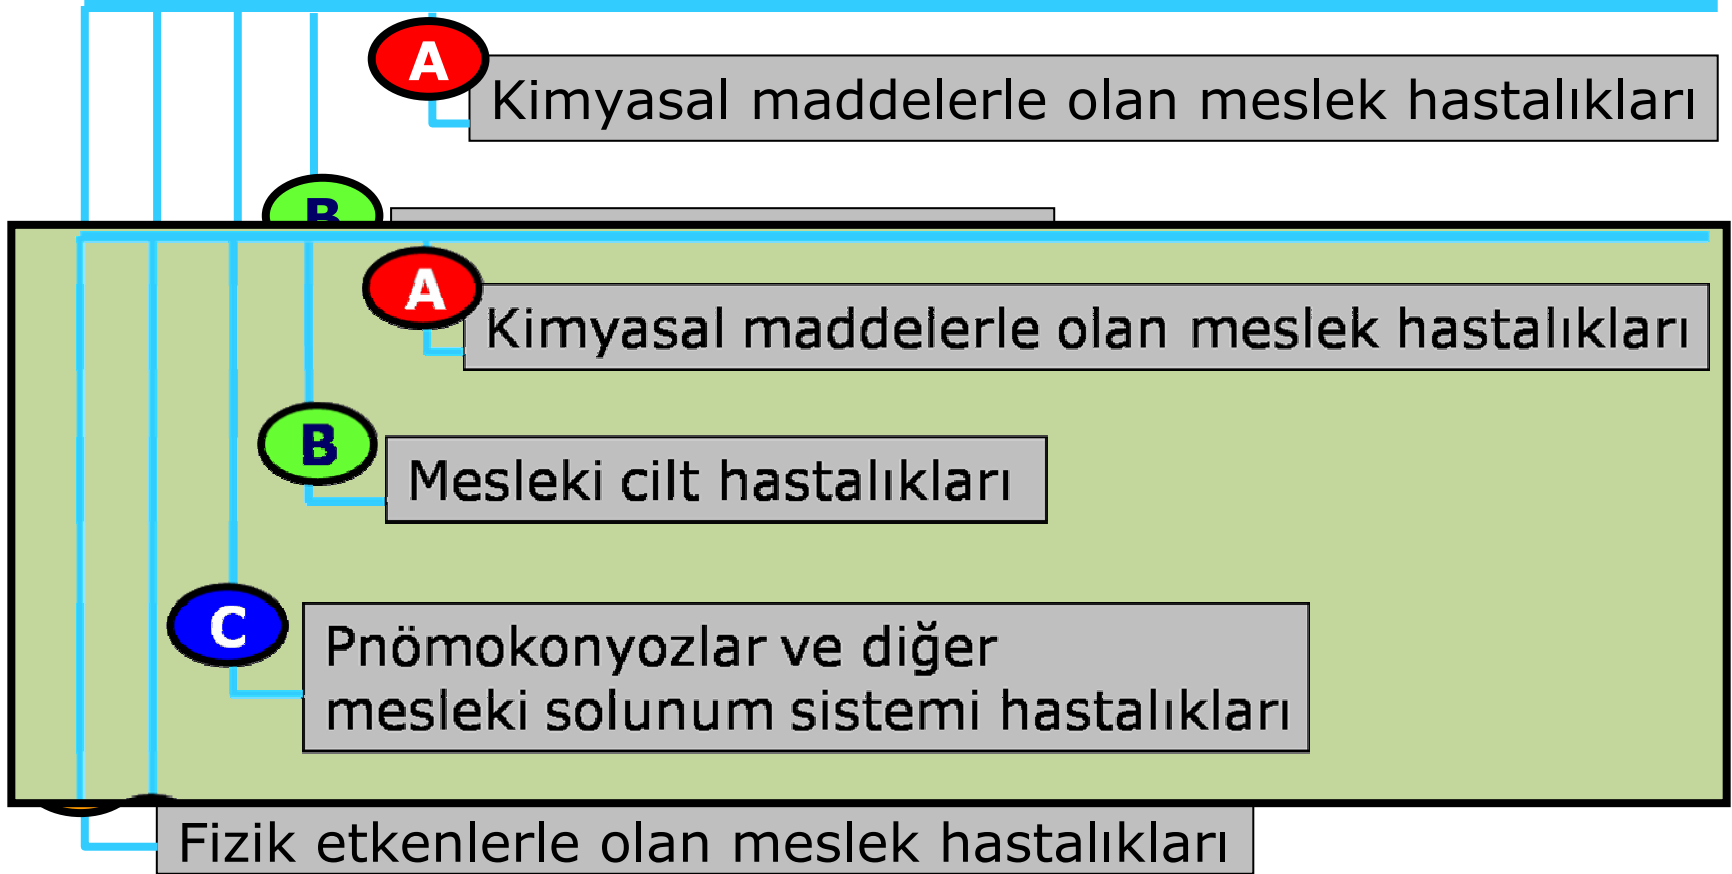 A
Kimyasal maddelerle olan meslek hastalıkları
B
A
Kimyasal maddelerle olan meslek hastalıkları
B
Mesleki cilt hastalıkları
C
Pnömokonyozlar ve diğer
mesleki solunum sistemi hastalıkları
Fizik etkenlerle olan meslek hastalıkları